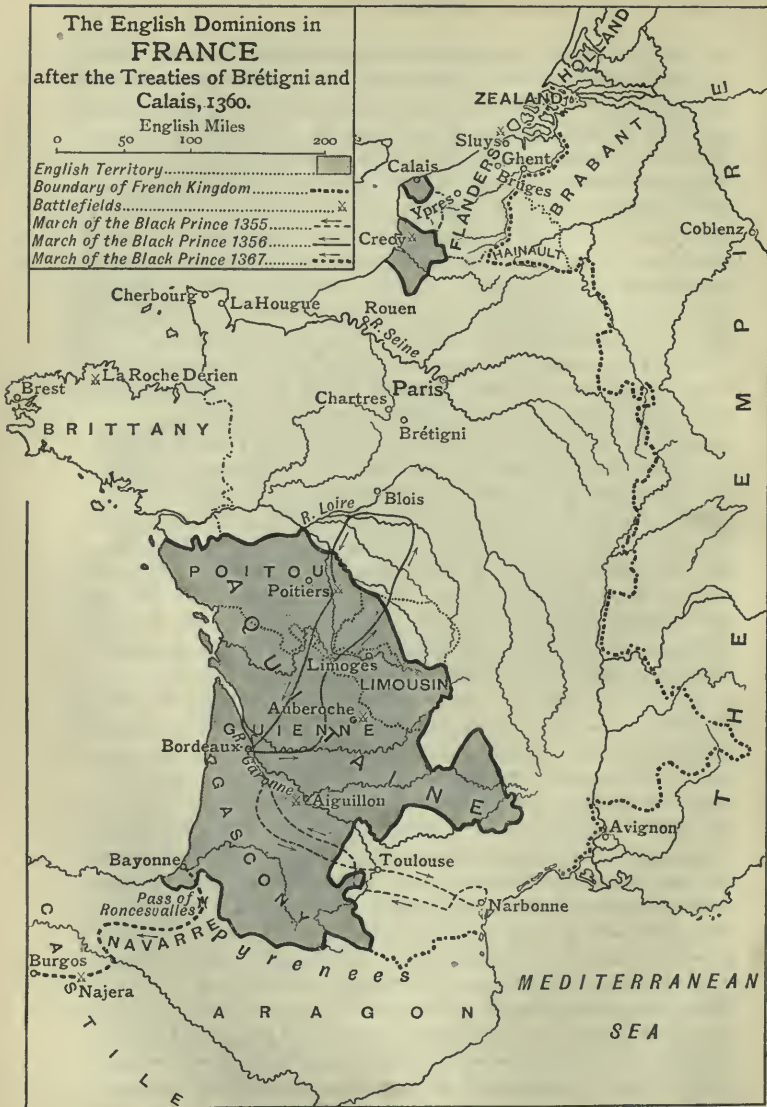 The English Dominions in
FRANCE
after the Treaties of Brétigni and
Calais, 1360.
English Miles
0 50 100 200
English Territory
Boundary of French Kingdom
Battlefields
March of the Black Prince 1355
March of the Black Prince 1356
March of the Black Prince 1367
HOLLAND
ZEALAND
Sluys
Ghent
Calais
Bruges
Ypres
FLANDERS
BRABANT
Crecy
HAINAULT
Coblenz
THE EMPIRE
Cherbourg
La Hougue
Rouen
R. Seine
La Roche Dérien
Brest
Paris
Chartres
BRITTANY
Brétigni
Blois
R. Loire
POITOU
Poitiers
AQUITAINE
Limoges
LIMOUSIN
Auberoche
GUIENNE
Bordeaux
R. Garonne
Aiguillon
GASCONY
Avignon
Bayonne
Toulouse
Pass of
Roncesvalles
Narbonne
NAVARRE
Pyrenees
CASTILE
Burgos
Najera
ARAGON
MEDITERRANEAN
SEA